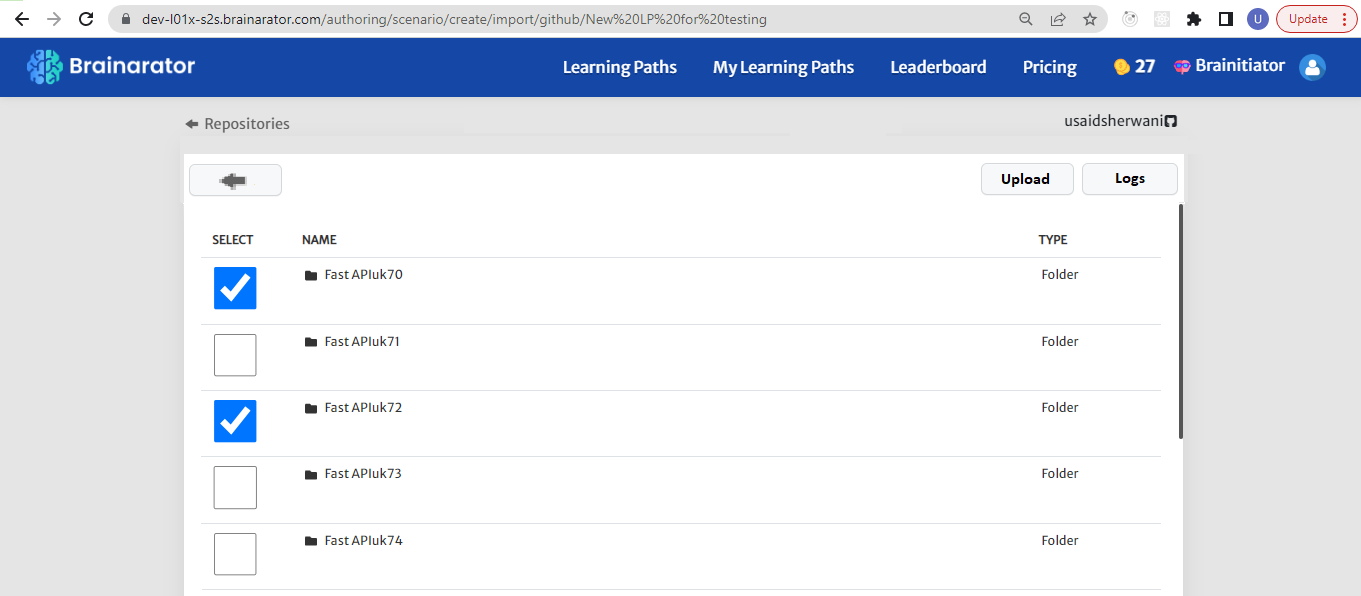 dev-l01x-s2s.brainarator.com/authoring/scenario/create/import/github/New%20LP%20for%20testing
U
Update
Brainarator
Learning Paths
My Learning Paths
Leaderboard
Pricing
27
Brainitiator
Repositories
usaidsherwani
Upload
Logs
SELECT NAME TYPE
Fast APIuk70 Folder
Fast APIuk71 Folder
Fast APIuk72 Folder
Fast APIuk73 Folder
Fast APIuk74 Folder